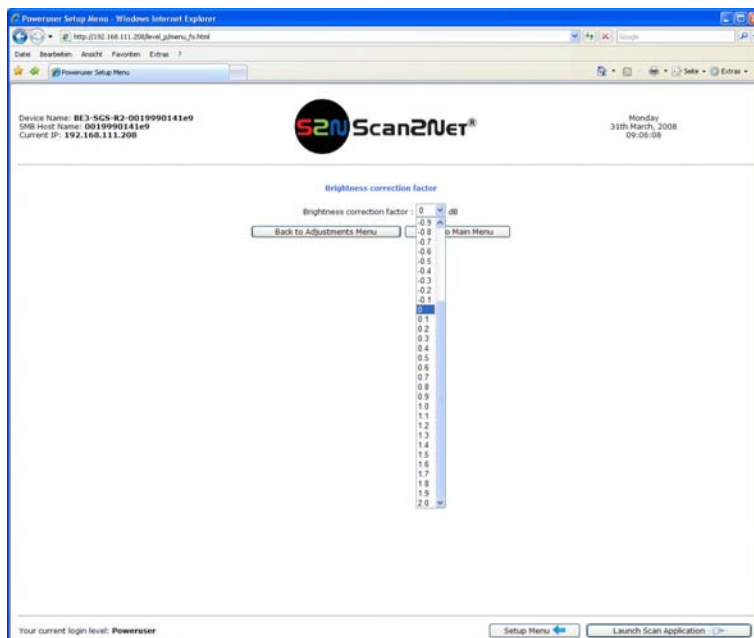 Poweruser Setup Menu - Windows Internet Explorer
http://192.168.111.208/level_p/menu_fs.html
Google
Datei Bearbeiten Ansicht Favoriten Extras ?
Poweruser Setup Menu
Seite Extras
Device Name: BE3-SGS-R2-0019990141e9
SMB Host Name: 0019990141e9
Current IP: 192.168.111.208
S2N Scan2Net®
Monday
31th March, 2008
09:06:08
Brightness correction factor
Brightness correction factor : 0 dB
Back to Adjustments Menu
o Main Menu
-0.9
-0.8
-0.7
-0.6
-0.5
-0.4
-0.3
-0.2
-0.1
0
0.1
0.2
0.3
0.4
0.5
0.6
0.7
0.8
0.9
1.0
1.1
1.2
1.3
1.4
1.5
1.6
1.7
1.8
1.9
2.0
Your current login level: Poweruser
Setup Menu
Launch Scan Application